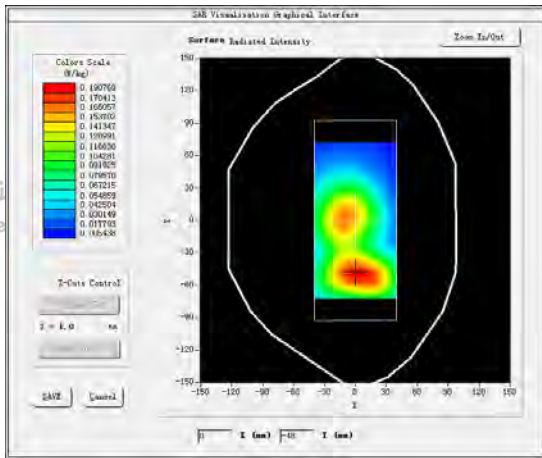 SAR Visualisation Graphical Interface
Surface Radiated Intensity
Zoom In/Out
Colors Scale
(W/kg)
0.190769
0.178413
0.166057
0.153702
0.141347
0.128991
0.116636
0.104281
0.091925
0.079570
0.067215
0.054859
0.042504
0.030149
0.017793
0.005438
150
120
90
60
30
0
-30
-60
-90
-120
-150
-150 -120 -90 -60 -30 0 30 60 90 120 150
Z-Cuts Control
mm
SAVE
Cancel
0 X (mm) -48 Y (mm)